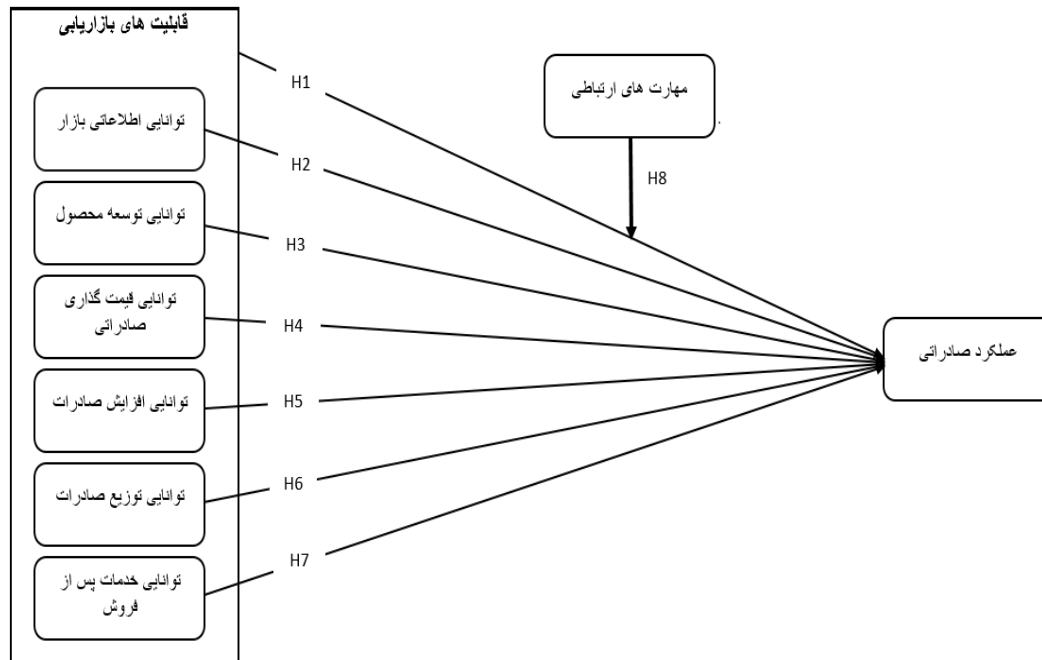 قابلیت های بازاریابی
H1
مهارت های ارتباطی
توانایی اطلاعاتی بازار
H2
H8
توانایی توسعه محصول
H3
توانایی قیمت گذاری
صادراتی
H4
عملکرد صادراتی
توانایی افزایش صادرات
H5
توانایی توزیع صادرات
H6
توانایی خدمات پس از
فروش
H7